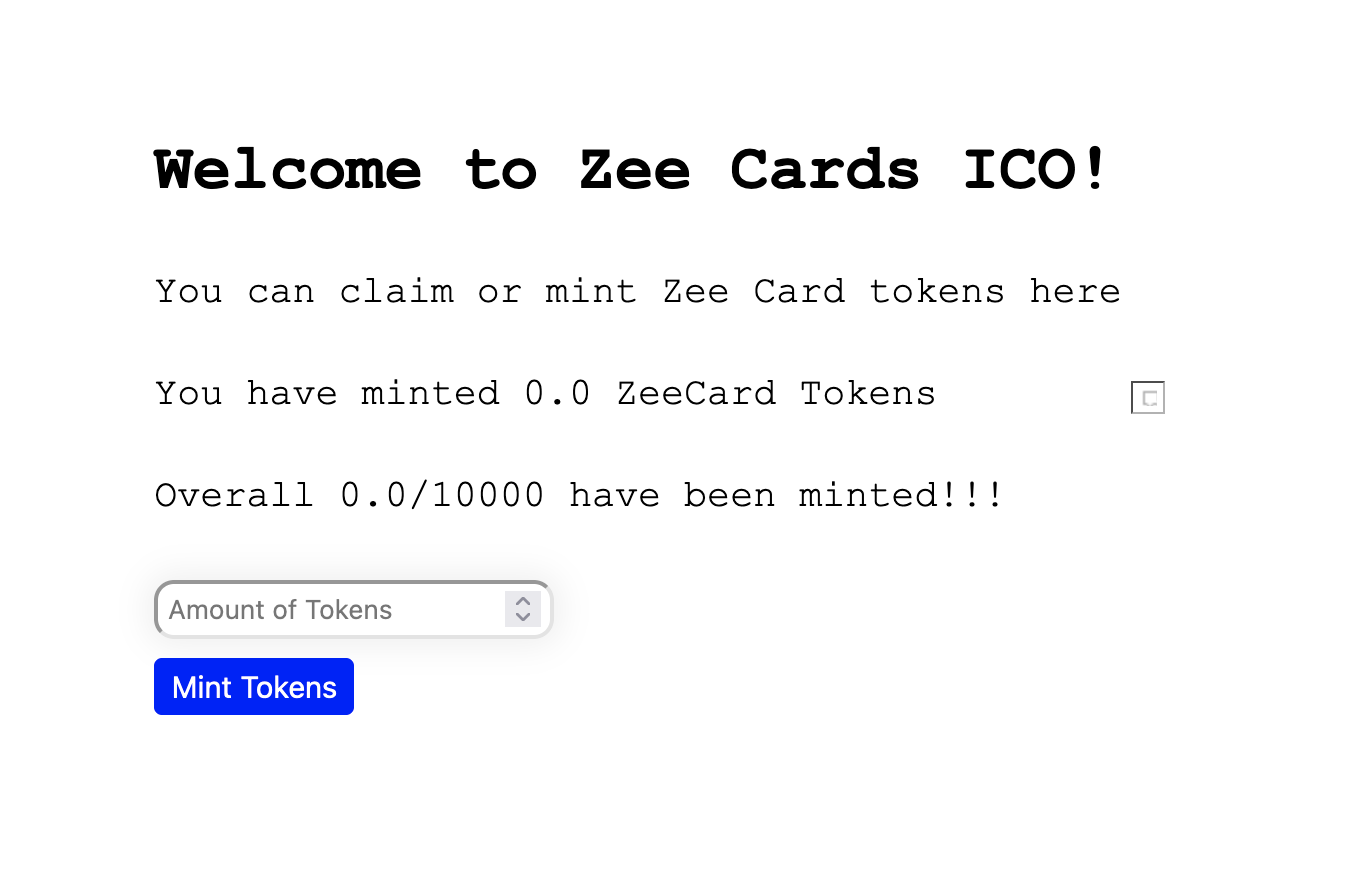 Welcome to Zee Cards ICO!
You can claim or mint Zee Card tokens here
You have minted 0.0 ZeeCard Tokens
Overall 0.0/10000 have been minted!!!
Amount of Tokens
Mint Tokens